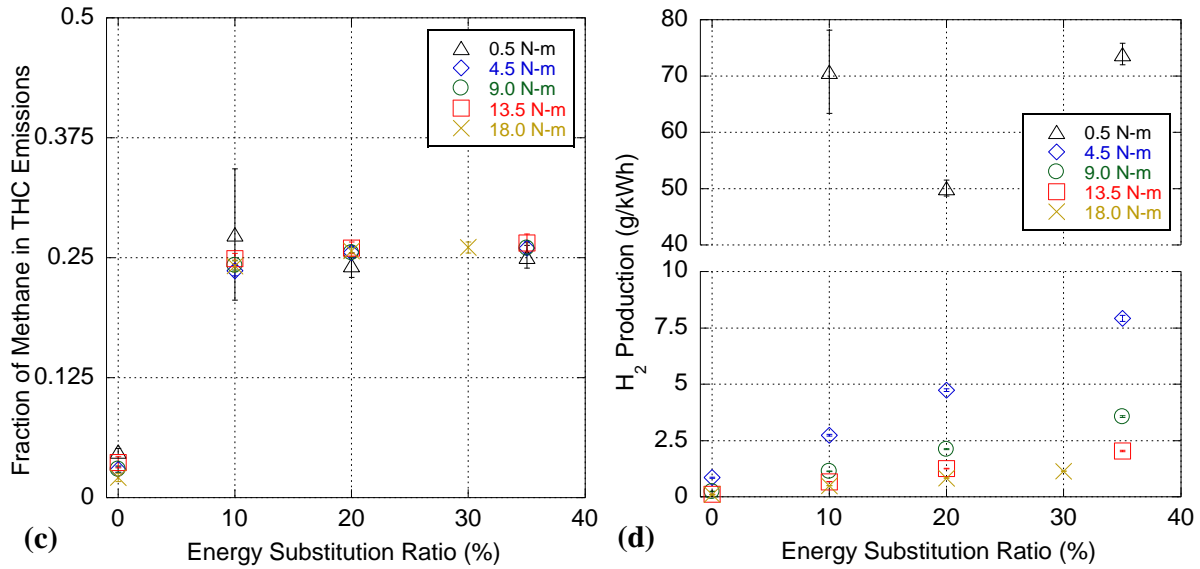 0.5
0.375
0.25
0.125
0
Fraction of Methane in THC Emissions
0.5 N-m
4.5 N-m
9.0 N-m
13.5 N-m
18.0 N-m
0 10 20 30 40
Energy Substitution Ratio (%)
(c)
80
70
60
50
40
10
7.5
5
2.5
0
H2 Production (g/kWh)
0.5 N-m
4.5 N-m
9.0 N-m
13.5 N-m
18.0 N-m
0 10 20 30 40
Energy Substitution Ratio (%)
(d)